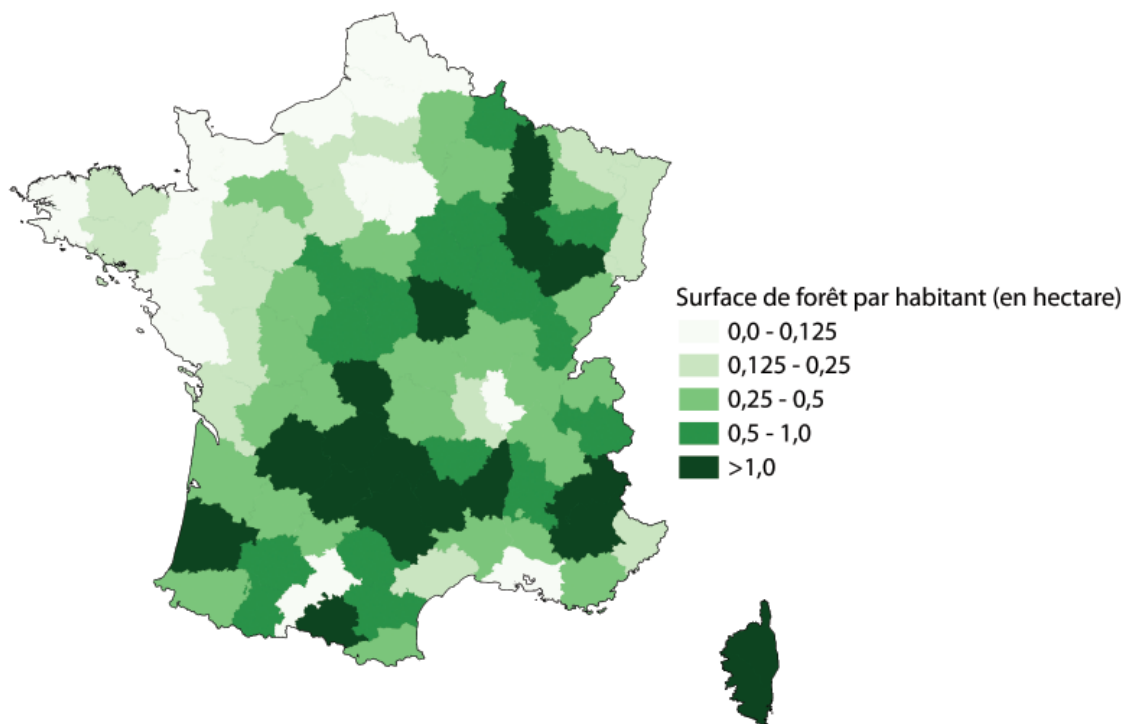 Surface de forêt par habitant (en hectare)
0,0 - 0,125
0,125 - 0,25
0,25 - 0,5
0,5 - 1,0
>1,0